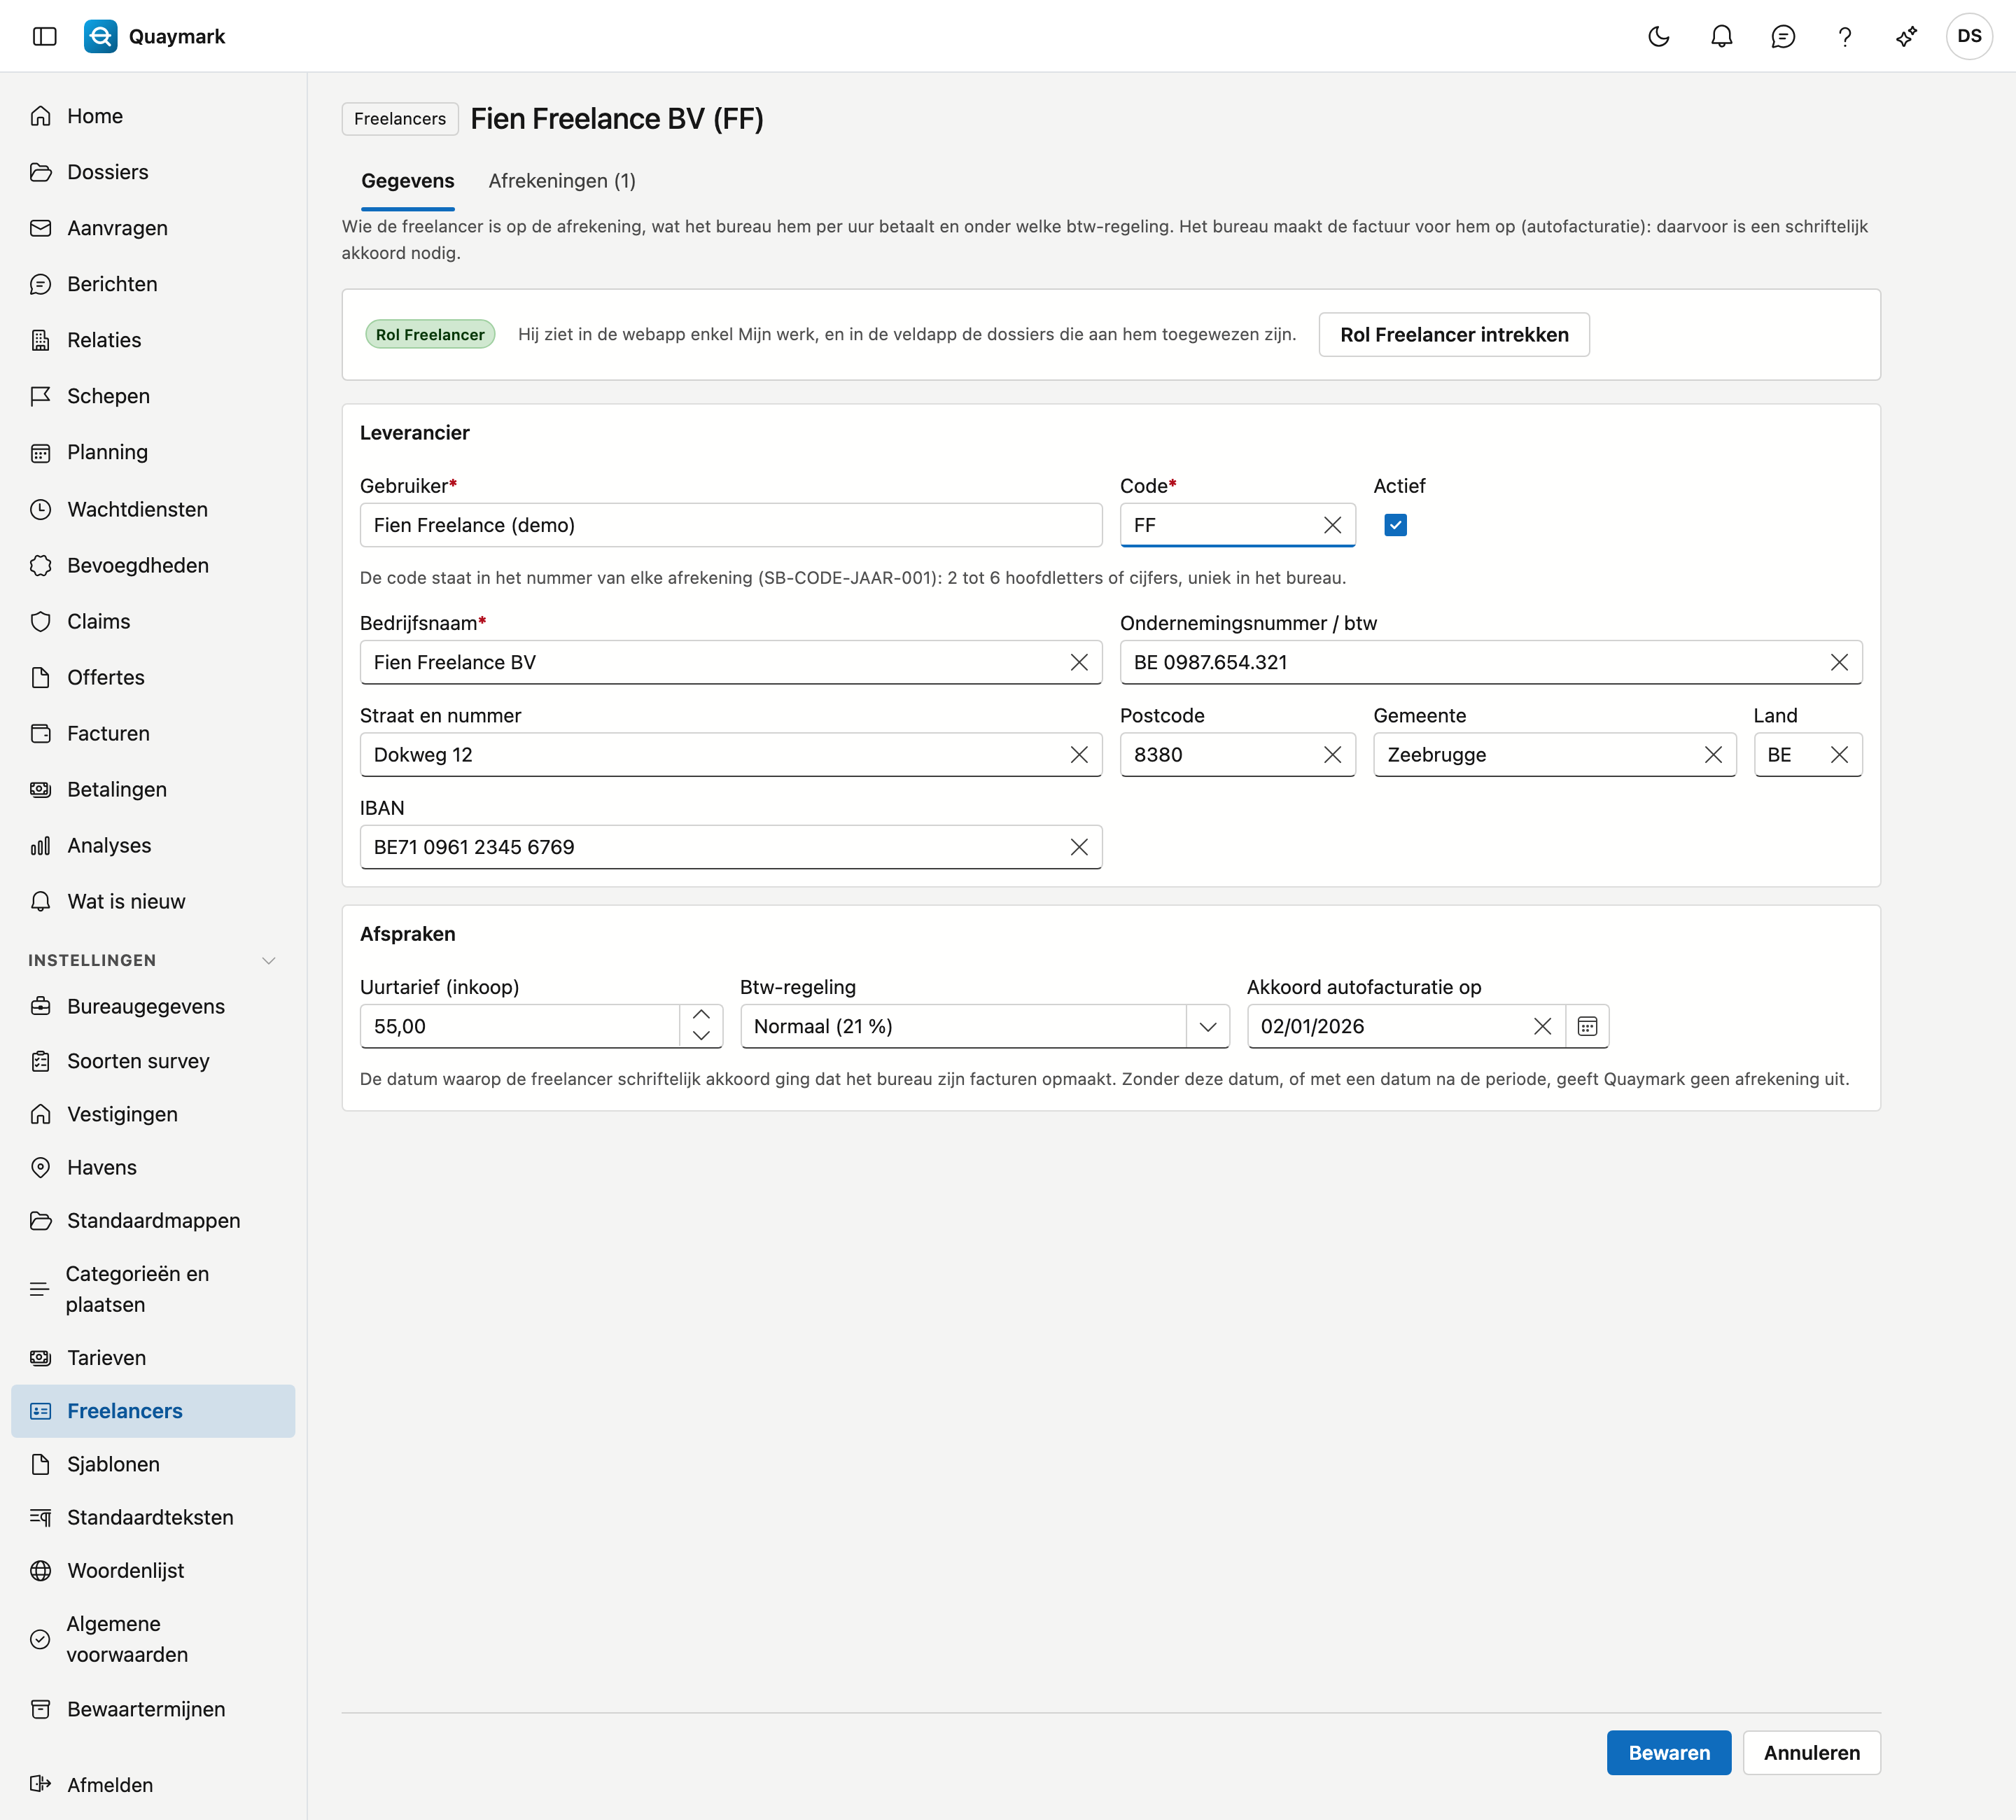 Quaymark
DS
Home
Dossiers
Aanvragen
Berichten
Relaties
Schepen
Planning
Wachtdiensten
Bevoegdheden
Claims
Offertes
Facturen
Betalingen
Analyses
Wat is nieuw
INSTELLINGEN
Bureaugegevens
Soorten survey
Vestigingen
Havens
Standaardmappen
Categorieën en
plaatsen
Tarieven
Freelancers
Sjablonen
Standaardteksten
Woordenlijst
Algemene
voorwaarden
Bewaartermijnen
Afmelden
Freelancers Fien Freelance BV (FF)
Gegevens Afrekeningen (1)
Wie de freelancer is op de afrekening, wat het bureau hem per uur betaalt en onder welke btw-regeling. Het bureau maakt de factuur voor hem op (autofacturatie): daarvoor is een schriftelijk
akkoord nodig.
Rol Freelancer Hij ziet in de webapp enkel Mijn werk, en in de veldapp de dossiers die aan hem toegewezen zijn. Rol Freelancer intrekken
Leverancier
Gebruiker* Code* Actief
Fien Freelance (demo) FF
De code staat in het nummer van elke afrekening (SB-CODE-JAAR-001): 2 tot 6 hoofdletters of cijfers, uniek in het bureau.
Bedrijfsnaam* Ondernemingsnummer / btw
Fien Freelance BV BE 0987.654.321
Straat en nummer Postcode Gemeente Land
Dokweg 12 8380 Zeebrugge BE
IBAN
BE71 0961 2345 6769
Afspraken
Uurtarief (inkoop) Btw-regeling Akkoord autofacturatie op
55,00 Normaal (21 %) 02/01/2026
De datum waarop de freelancer schriftelijk akkoord ging dat het bureau zijn facturen opmaakt. Zonder deze datum, of met een datum na de periode, geeft Quaymark geen afrekening uit.
Bewaren Annuleren